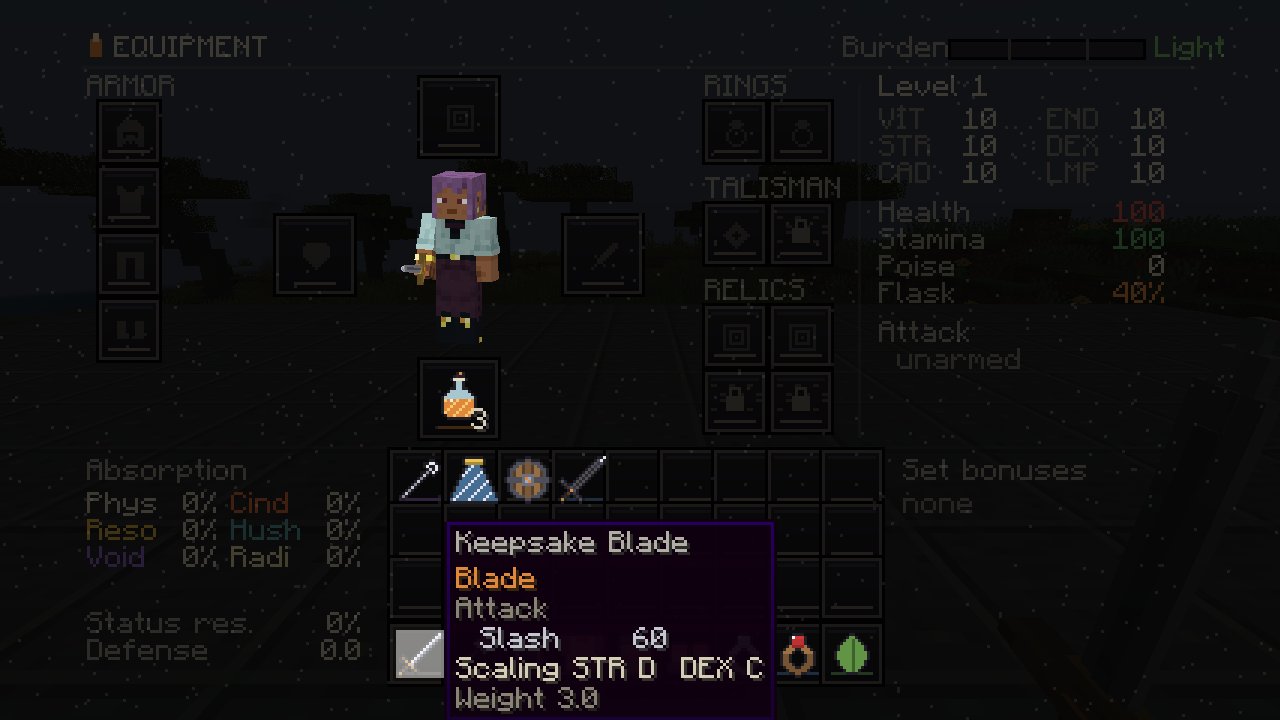 EQUIPMENT
Burden Light
ARMOR
RINGS
Level 1
VIT 10 END 10
STR 10 DEX 10
CAD 10 LMP 10
TALISMAN
Health 100
Stamina 100
Poise 0
Flask 40%
RELICS
Attack
unarmed
3
Absorption
Phys 0% Cind 0%
Reso 0% Hush 0%
Void 0% Radi 0%
Status res. 0%
Defense 0.0
Set bonuses
none
Keepsake Blade
Blade
Attack
Slash 60
Scaling STR D DEX C
Weight 3.0